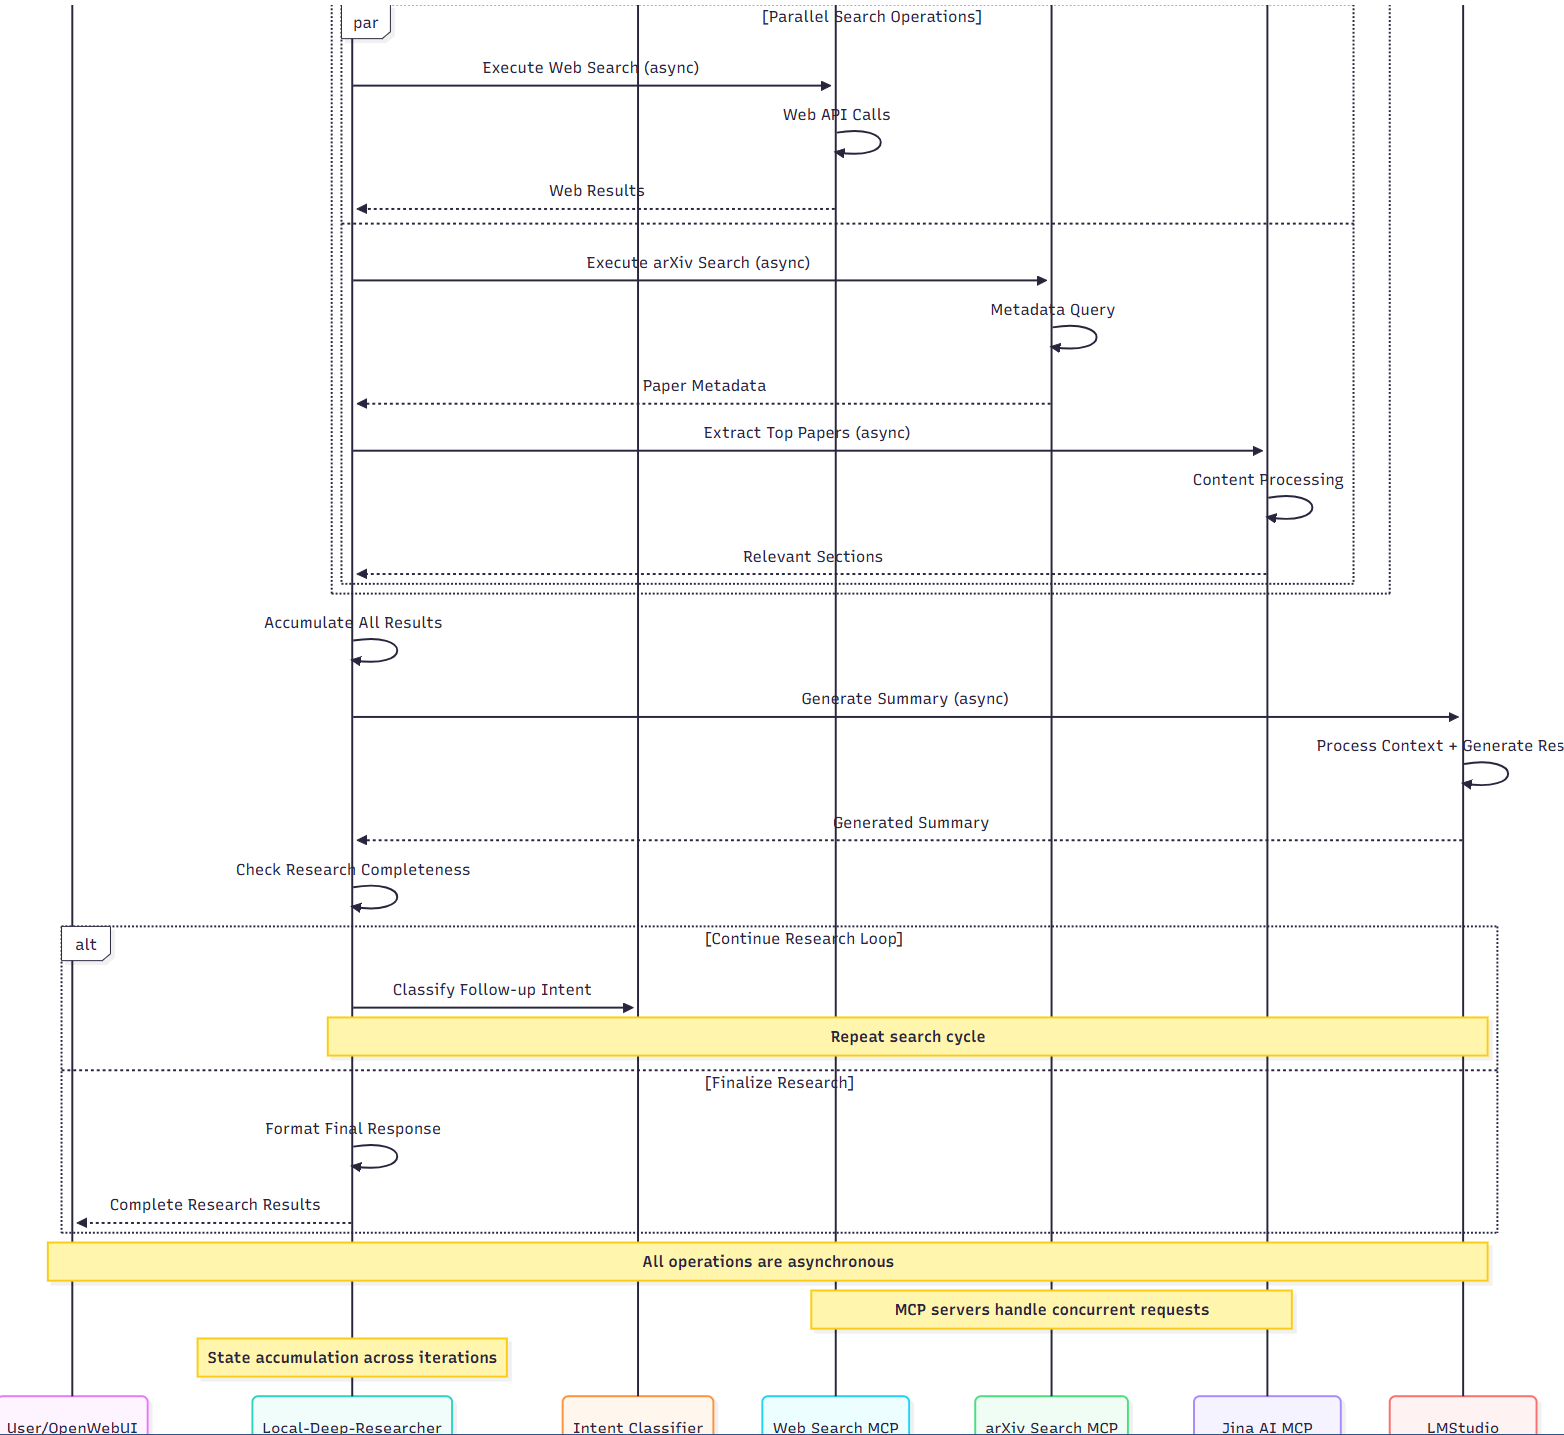 par
[Parallel Search Operations]
Execute Web Search (async)
Web API Calls
Web Results
Execute arXiv Search (async)
Metadata Query
Paper Metadata
Extract Top Papers (async)
Content Processing
Relevant Sections
Accumulate All Results
Generate Summary (async)
Process Context + Generate Res
Generated Summary
Check Research Completeness
alt
[Continue Research Loop]
Classify Follow-up Intent
Repeat search cycle
[Finalize Research]
Format Final Response
Complete Research Results
All operations are asynchronous
MCP servers handle concurrent requests
State accumulation across iterations
User/OpenWebUI
Local-Deep-Researcher
Intent Classifier
Web Search MCP
arXiv Search MCP
Jina AI MCP
LMStudio